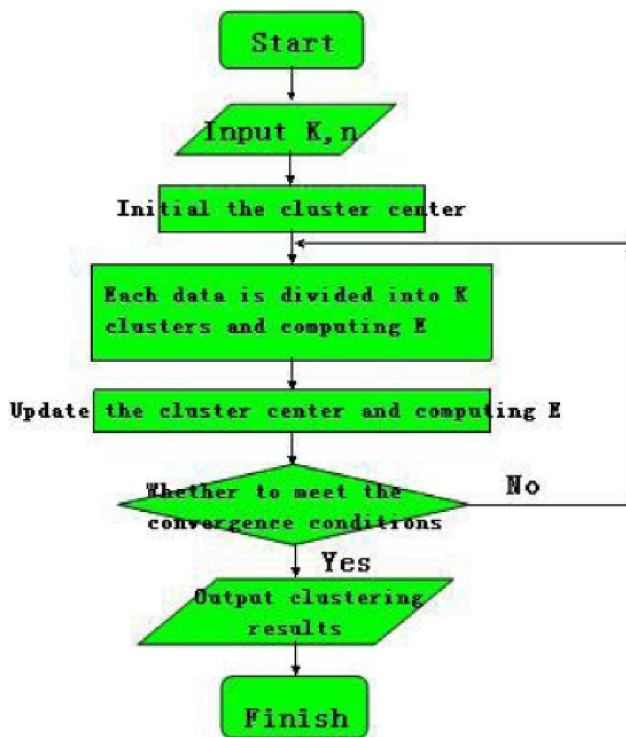 Start
Input K,n
Initial the cluster center
Each data is divided into K
clusters and computing E
Update the cluster center and computing E
Whether to meet the
convergence conditions
No
Yes
Output clustering
results
Finish